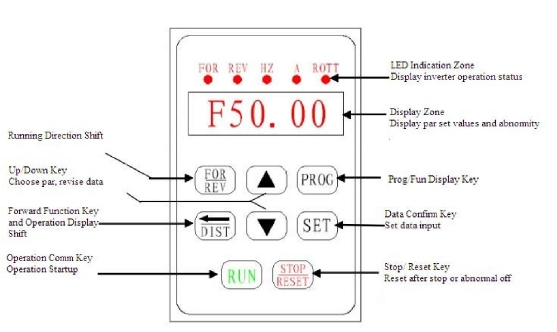 FOR REV HZ A ROTT
LED Indication Zone
Display inverter operation status
F50.00
Display Zone
Display par set values and abnomity
Running Direction Shift
Up/Down Key
Choose par, revise data
FOR
REV
PROG
Prog/Fun Display Key
Forward Function Key
and Operation Display
Shift
DIST
SET
Data Confirm Key
Set data input
Operation Comm Key
Operation Startup
RUN
STOP
RESET
Stop/ Reset Key
Reset after stop or abnormal off